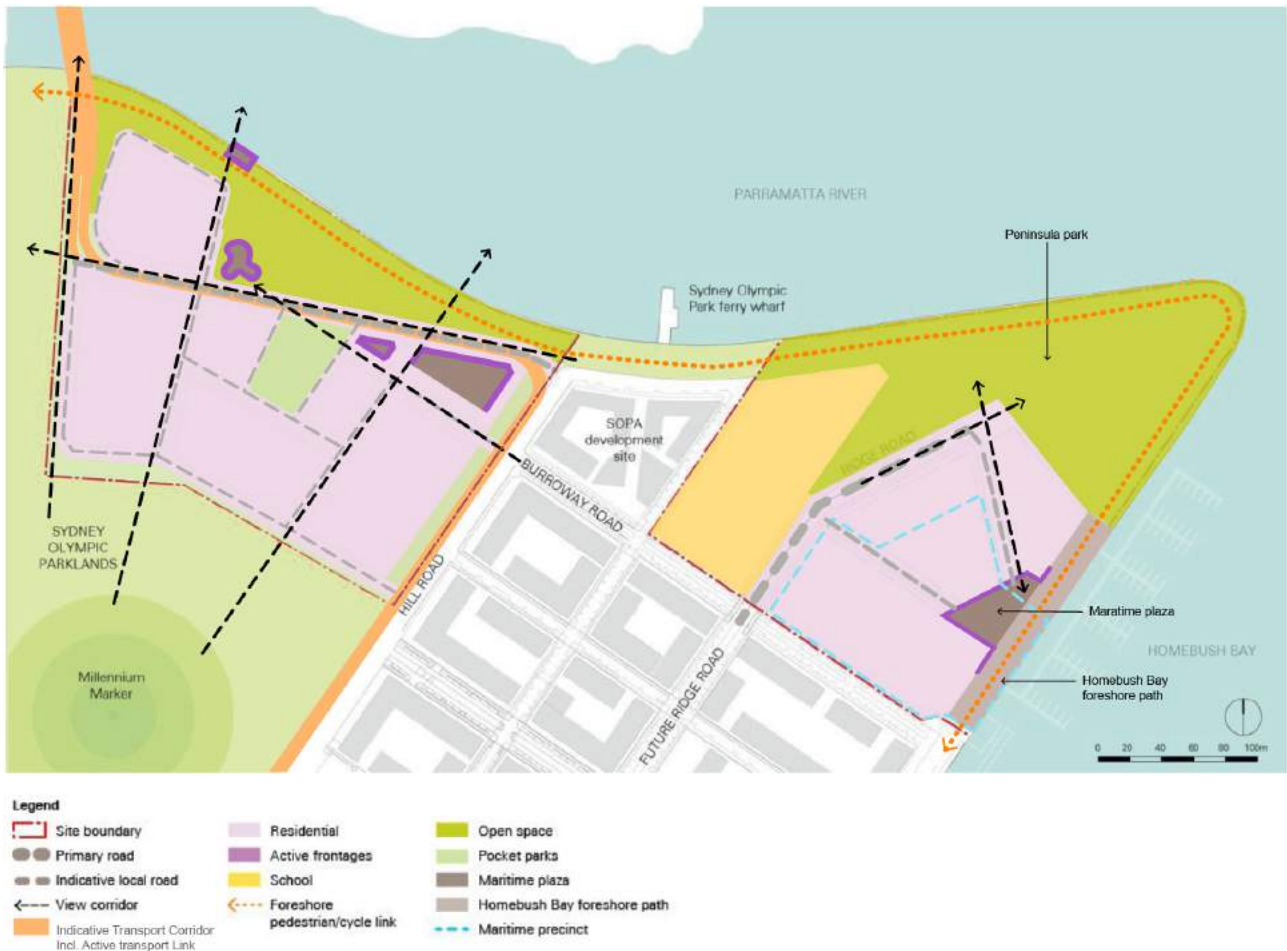 PARRAMATTA RIVER
Peninsula park
Sydney Olympic
Park ferry wharf
SOPA
development
site
RIDGE ROAD
BURROWAY ROAD
SYDNEY
OLYMPIC
PARKLANDS
HILL ROAD
Maratime plaza
HOMEBUSH BAY
Millennium
Marker
Homebush Bay
foreshore path
FUTURE RIDGE ROAD
0 20 40 60 80 100m
Legend
Site boundary
Primary road
Indicative local road
View corridor
Indicative Transport Corridor
Incl. Active transport Link
Residential
Active frontages
School
Foreshore
pedestrian/cycle link
Open space
Pocket parks
Maritime plaza
Homebush Bay foreshore path
Maritime precinct